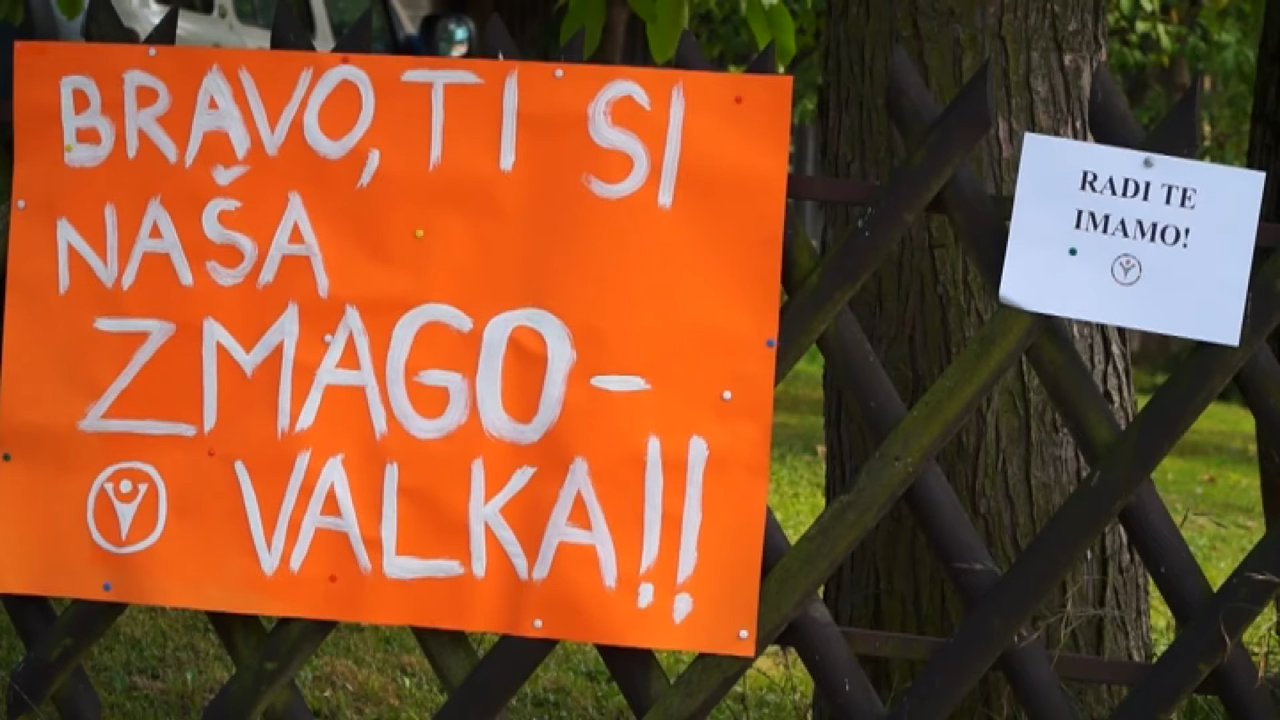 BRAVO, TI SI
NAŠA
ZMAGO-
VALKA!!
RADI TE
IMAMO!